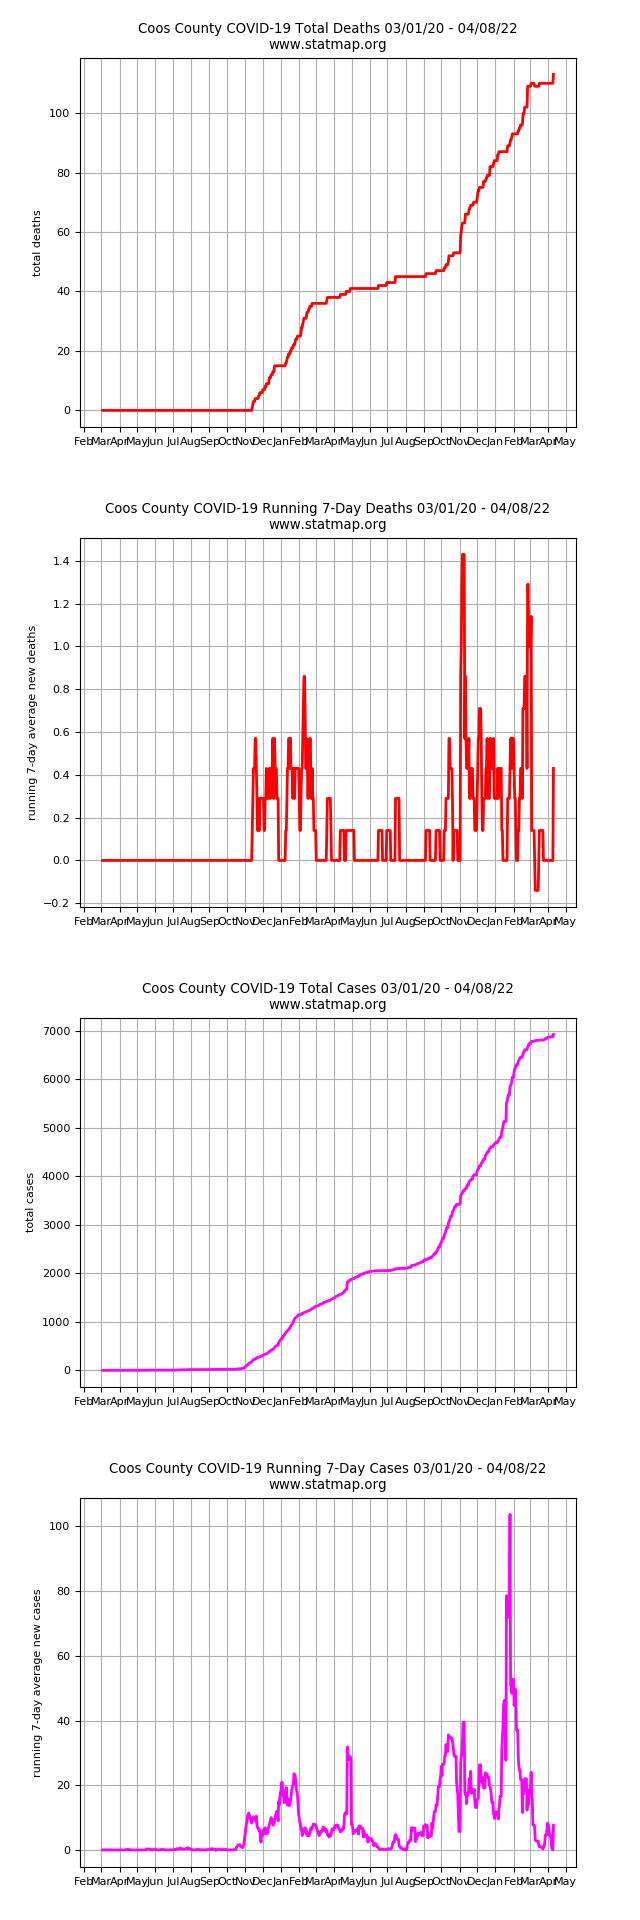 Coos County COVID-19 Total Deaths 03/01/20 - 04/08/22
www.statmap.org
total deaths
100
80
60
40
20
0
Feb Mar Apr May Jun Jul Aug Sep Oct Nov Dec Jan Feb Mar Apr May Jun Jul Aug Sep Oct Nov Dec Jan Feb Mar Apr May
Coos County COVID-19 Running 7-Day Deaths 03/01/20 - 04/08/22
www.statmap.org
running 7-day average new deaths
1.4
1.2
1.0
0.8
0.6
0.4
0.2
0.0
−0.2
Feb Mar Apr May Jun Jul Aug Sep Oct Nov Dec Jan Feb Mar Apr May Jun Jul Aug Sep Oct Nov Dec Jan Feb Mar Apr May
Coos County COVID-19 Total Cases 03/01/20 - 04/08/22
www.statmap.org
total cases
7000
6000
5000
4000
3000
2000
1000
0
Feb Mar Apr May Jun Jul Aug Sep Oct Nov Dec Jan Feb Mar Apr May Jun Jul Aug Sep Oct Nov Dec Jan Feb Mar Apr May
Coos County COVID-19 Running 7-Day Cases 03/01/20 - 04/08/22
www.statmap.org
running 7-day average new cases
100
80
60
40
20
0
Feb Mar Apr May Jun Jul Aug Sep Oct Nov Dec Jan Feb Mar Apr May Jun Jul Aug Sep Oct Nov Dec Jan Feb Mar Apr May